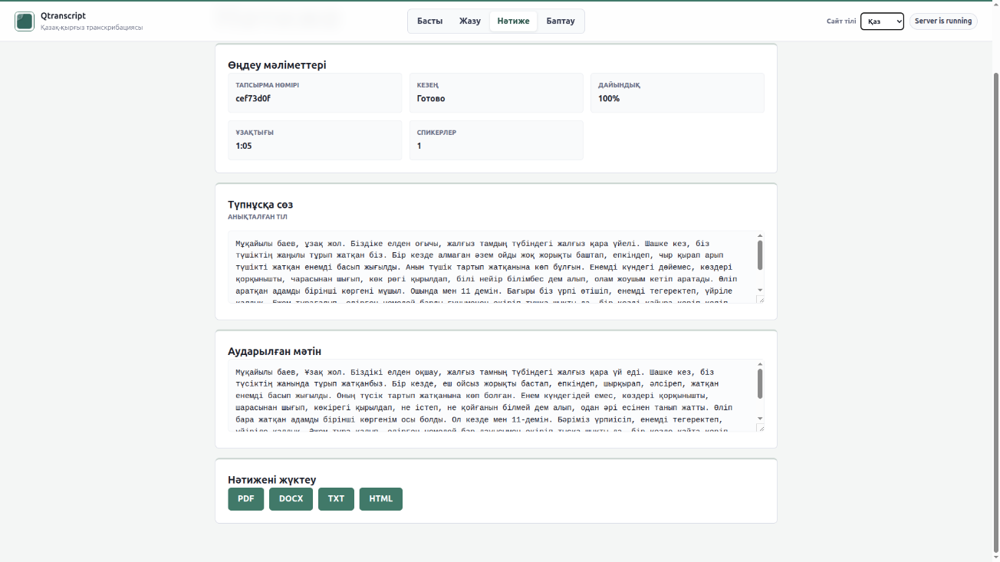 Qtranscript
Қазақ-қырғыз транскрибациясы
Басты
Жазу
Нәтиже
Баптау
Сайт тілі
Қаз
Server is running
Өңдеу мәліметтері
ТАПСЫРМА НӨМІРІ
cef73d0f
КЕЗЕҢ
Готово
ДАЙЫНДЫҚ
100%
ҰЗАҚТЫҒЫ
1:05
СПИКЕРЛЕР
1
Түпнұсқа сөз
АНЫҚТАЛҒАН ТІЛ
Мұқайылы баев, ұзақ жол. Біздіке елден оғычы, жалғыз тамдың түбіндегі жалғыз қара үйелі. Шашке кез, біз
түшіктің жаңылы тұрып жатқан біз. Бір кезде алмаған әзем ойды жоқ жорықты баштап, епкіндеп, чыр қырап арып
түшікті жатқан енемді басып жығылды. Анын түшік тартып жатқанына көп бұлғын. Енемді күндегі дөйемес, көздері
қорқынышты, чарасынан шығып, көк рөгі қырылдап, білі нейір білімбес дем алып, олам жоушым кетіп аратады. Өліп
аратқан адамды бірінші көргені мұшыл. Ошында мен 11 демін. Бағыры біз үрпі өтішіп, енемді тегеректеп, үйріле
Аударылған мәтін
Мұқайылы баев, Ұзақ жол. Біздікі елден оқшау, жалғыз тамның түбіндегі жалғыз қара үй еді. Шашке кез, біз
түсіктің жанында тұрып жатқанбыз. Бір кезде, еш ойсыз жорықты бастап, епкіндеп, шырқырап, әлсіреп, жатқан
енемді басып жығылды. Оның түсік тартып жатқанына көп болған. Енем күндегідей емес, көздері қорқынышты,
шарасынан шығып, көкірегі қырылдап, не істеп, не қойғанын білмей дем алып, одан әрі есінен танып жатты. Өліп
бара жатқан адамды бірінші көргенім осы болды. Ол кезде мен 11-демін. Бәріміз үрпиісіп, енемді тегеректеп,
Нәтижені жүктеу
PDF
DOCX
TXT
HTML